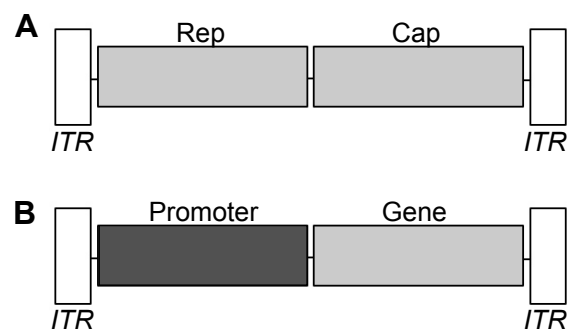 A
Rep Cap
ITR ITR
B
Promoter Gene
ITR ITR